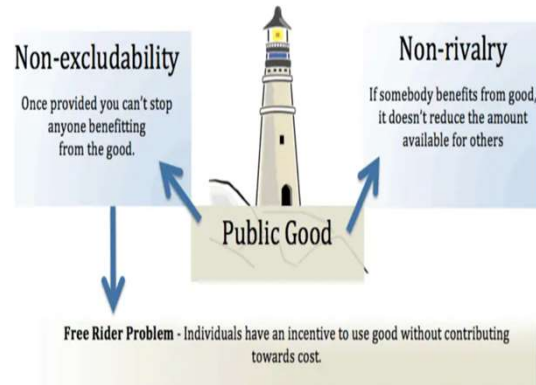 Non-excludability
Once provided you can't stop
anyone benefitting
from the good.
Non-rivalry
If somebody benefits from good,
it doesn't reduce the amount
available for others
Public Good
Free Rider Problem - Individuals have an incentive to use good without contributing
towards cost.